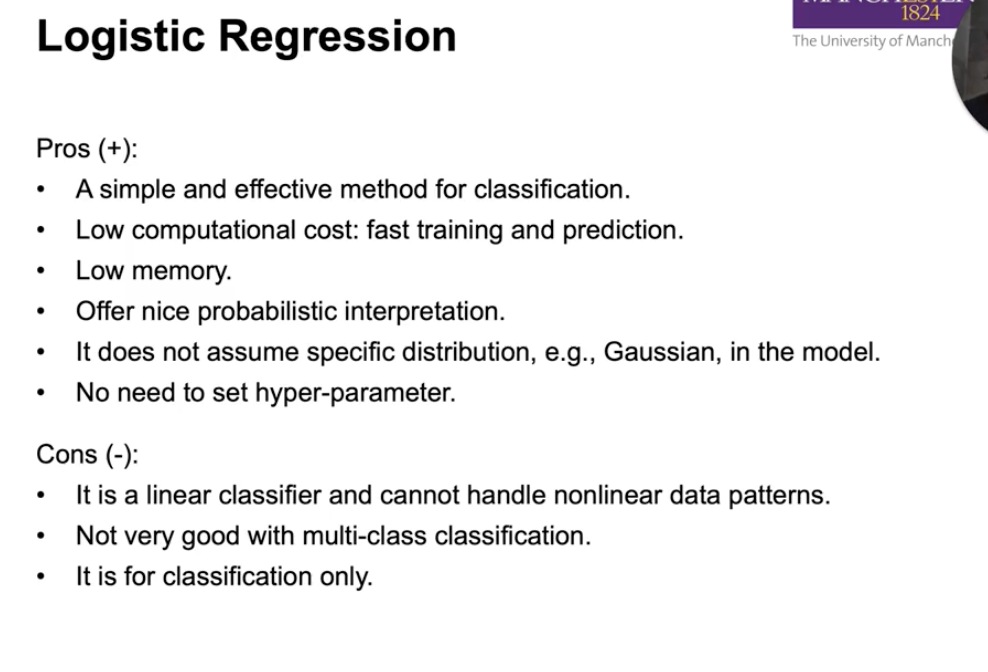 Logistic Regression
1824
The University of Manch
Pros (+):
• A simple and effective method for classification.
• Low computational cost: fast training and prediction.
• Low memory.
• Offer nice probabilistic interpretation.
• It does not assume specific distribution, e.g., Gaussian, in the model.
• No need to set hyper-parameter.
Cons (-):
• It is a linear classifier and cannot handle nonlinear data patterns.
• Not very good with multi-class classification.
• It is for classification only.